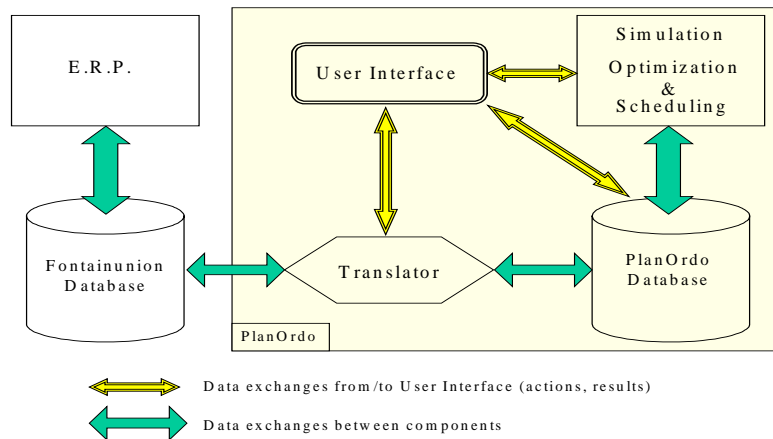 E.R.P.
User Interface
Simulation
Optimization
&
Scheduling
Fontainunion
Database
Translator
PlanOrdo
Database
PlanOrdo
Data exchanges from/to User Interface (actions, results)
Data exchanges between components